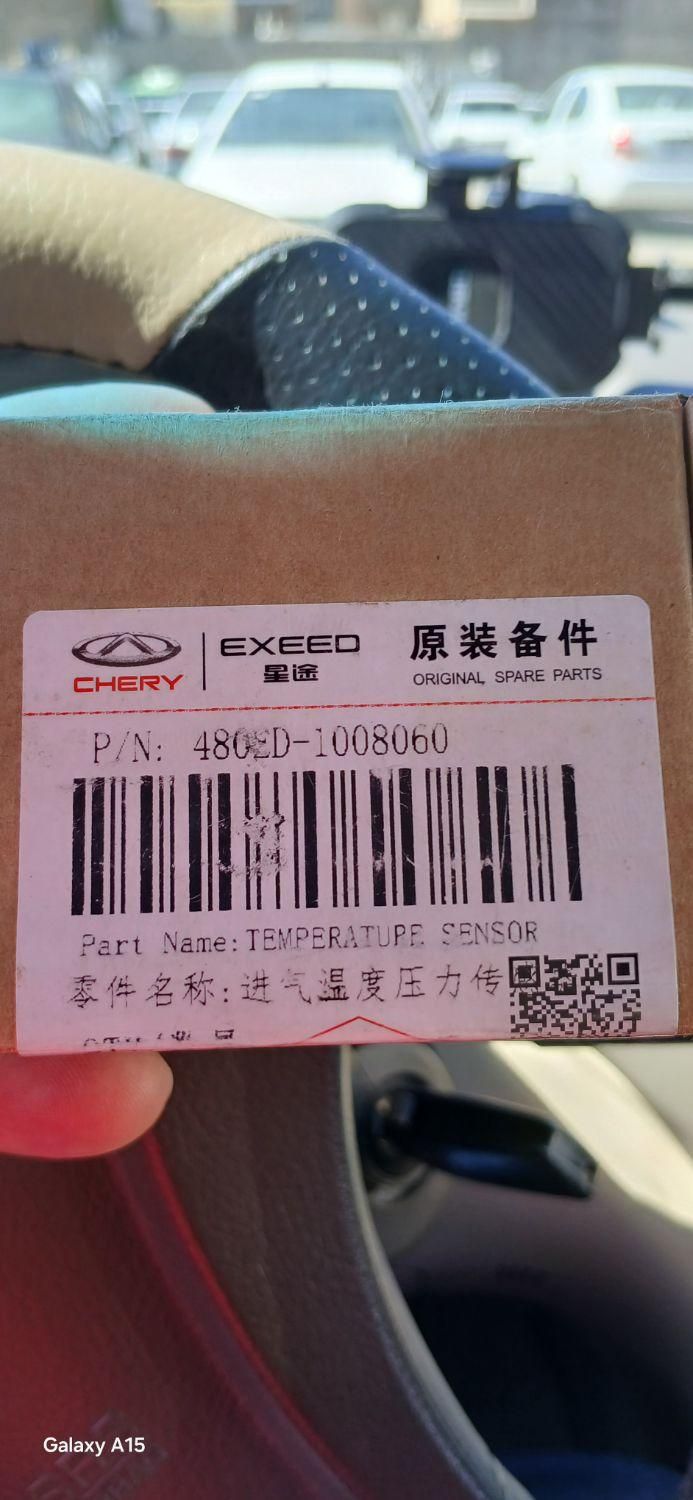 CHERY
EXEED
星途
原装备件
ORIGINAL SPARE PARTS
P/N: 480ED-1008060
Part Name:TEMPERATURE SENSOR
零件名称:进气温度压力传
Galaxy A15